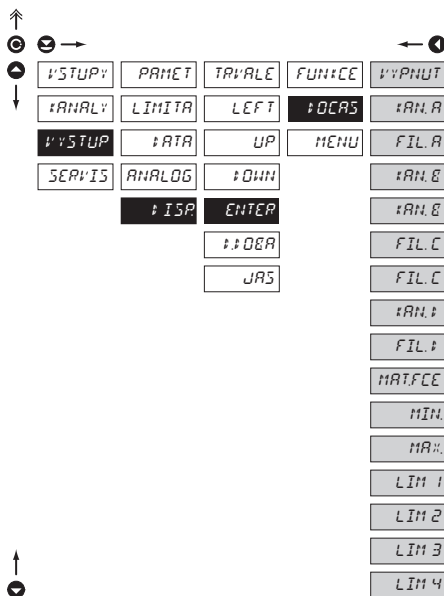 VSTUPY PAMET TRVALE FUNKCE VYPNUT
KANALY LIMITA LEFT DOCAS KAN. A
VYSTUP DATA UP MENU FIL. A
SERVIS ANALOG DOWN KAN. B
DISP. ENTER KAN. B
D.DOBA FIL. C
JAS FIL. C
KAN. D
FIL. D
MAT.FCE
MIN.
MAX.
LIM 1
LIM 2
LIM 3
LIM 4